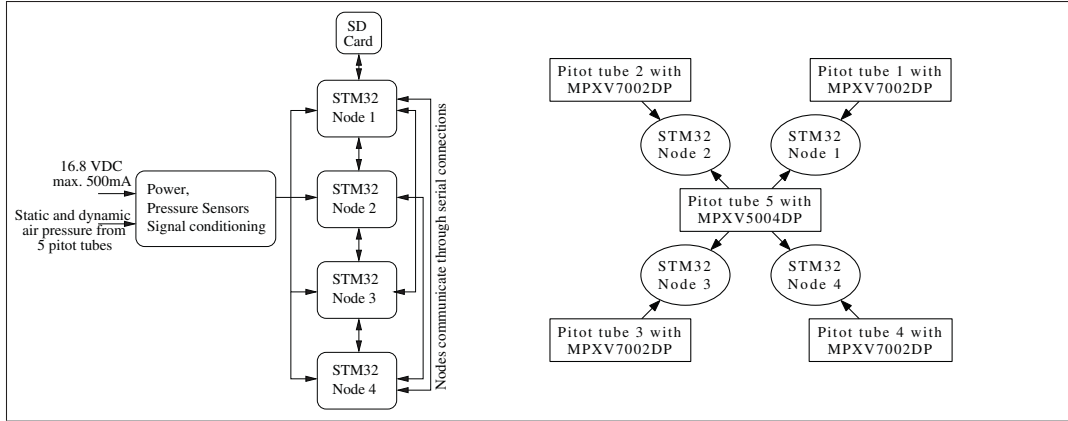 SD
Card
STM32
Node 1
16.8 VDC
max. 500mA
Static and dynamic
air pressure from
5 pitot tubes
Power,
Pressure Sensors
Signal conditioning
STM32
Node 2
STM32
Node 3
STM32
Node 4
Nodes communicate through serial connections
Pitot tube 2 with
MPXV7002DP
Pitot tube 1 with
MPXV7002DP
STM32
Node 2
STM32
Node 1
Pitot tube 5 with
MPXV5004DP
STM32
Node 3
STM32
Node 4
Pitot tube 3 with
MPXV7002DP
Pitot tube 4 with
MPXV7002DP